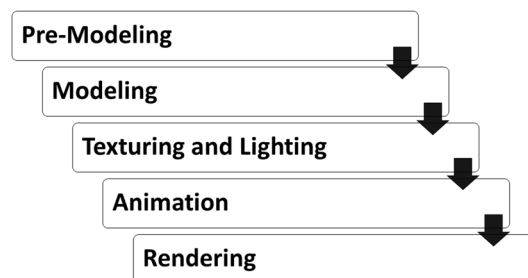 Pre-Modeling
Modeling
Texturing and Lighting
Animation
Rendering